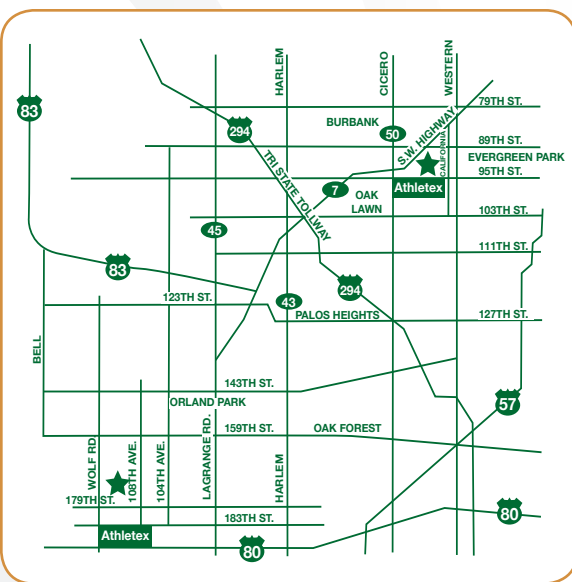 HARLEM
CICERO
WESTERN
83
79TH ST.
BURBANK
50
294
S.W. HIGHWAY
CALIFORNIA
89TH ST.
EVERGREEN PARK
95TH ST.
TRI STATE TOLLWAY
7
OAK
LAWN
Athletex
103TH ST.
45
111TH ST.
83
294
123TH ST.
43
PALOS HEIGHTS
127TH ST.
BELL
143TH ST.
ORLAND PARK
57
LAGRANGE RD.
159TH ST.
OAK FOREST
WOLF RD.
108TH AVE.
104TH AVE.
HARLEM
179TH ST.
183TH ST.
80
Athletex
80